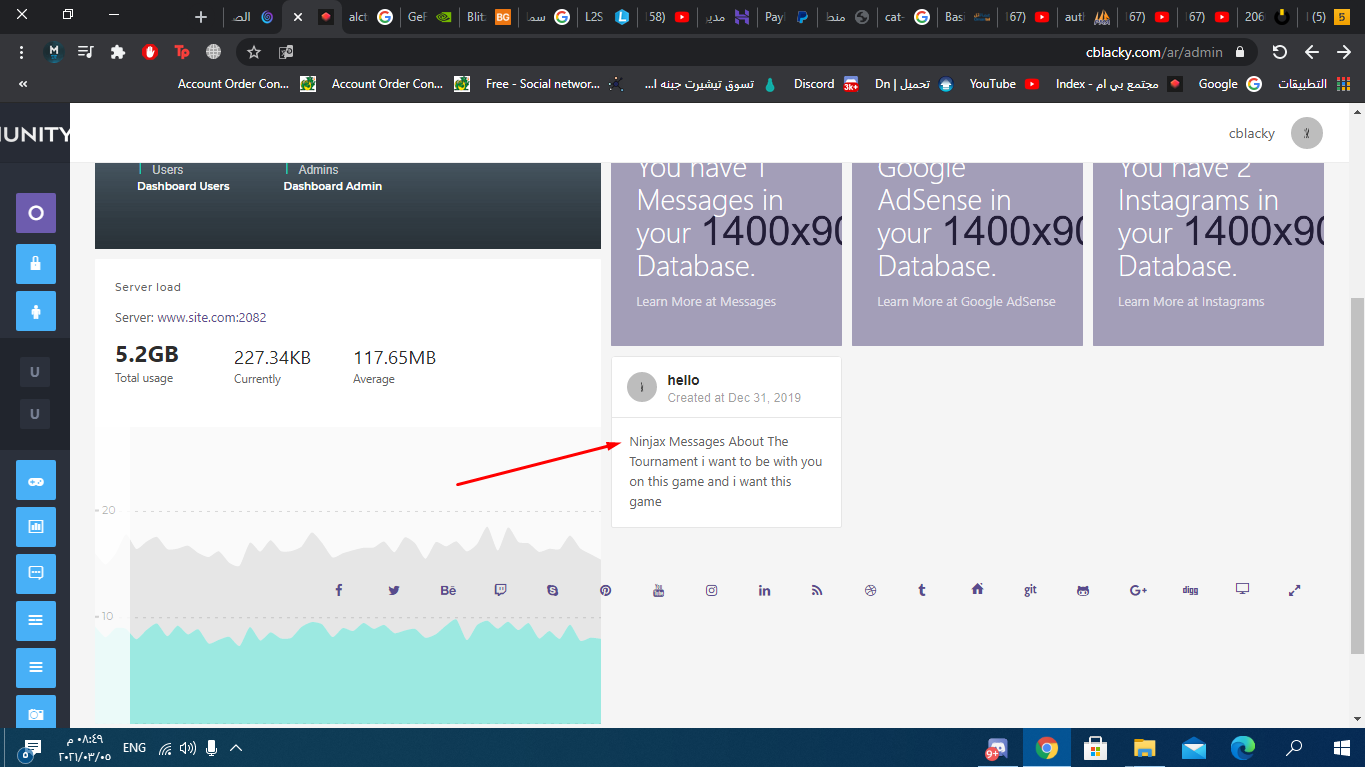 الص
alct
GeF
Blitz
سما
L2S
(58
مدير
Payl
منط
cat-
Basi
(67
auth
(67
(67
206
(5)
5
cblacky.com/ar/admin
Account Order Con...
Account Order Con...
Free - Social networ...
تسوق تيشيرت جبنه ا...
Discord
3k+
Dn | تحميل
YouTube
Index - مجتمع بي ام
Google
التطبيقات
UNITY
cblacky
Users
Dashboard Users
Admins
Dashboard Admin
You have 1
Messages in
your 1400x90
Database.
Learn More at Messages
Google
AdSense in
your 1400x90
Database.
Learn More at Google AdSense
You have 2
Instagrams in
your 1400x90
Database.
Learn More at Instagrams
Server load
Server: www.site.com:2082
5.2GB
Total usage
227.34KB
Currently
117.65MB
Average
hello
Created at Dec 31, 2019
Ninjax Messages About The
Tournament i want to be with you
on this game and i want this
game
20
10
U
U
Bē
You
git
G+
digg
٠٨:٤٩ م
٢٠٢١/٠٣/٠٥
ENG
9+